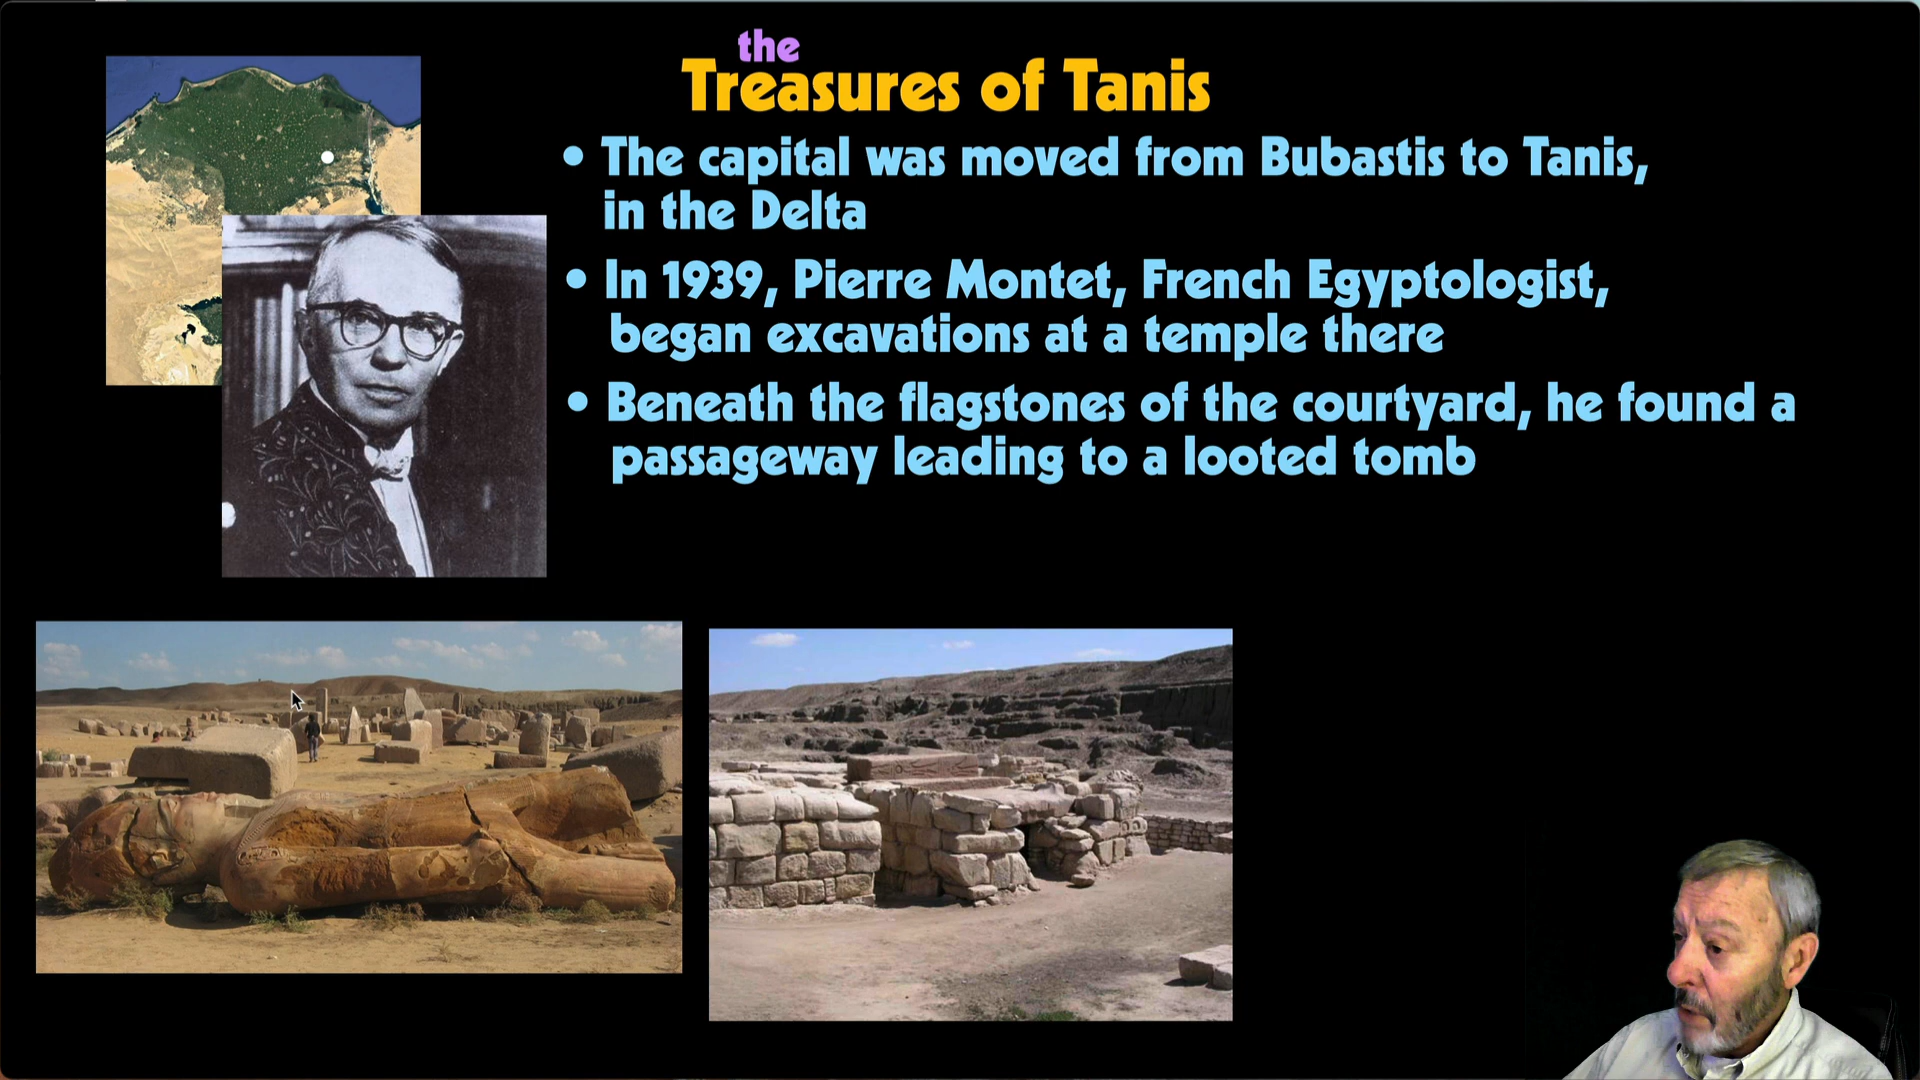 the
Treasures of Tanis
• The capital was moved from Bubastis to Tanis,
in the Delta
• In 1939, Pierre Montet, French Egyptologist,
began excavations at a temple there
• Beneath the flagstones of the courtyard, he found a
passageway leading to a looted tomb